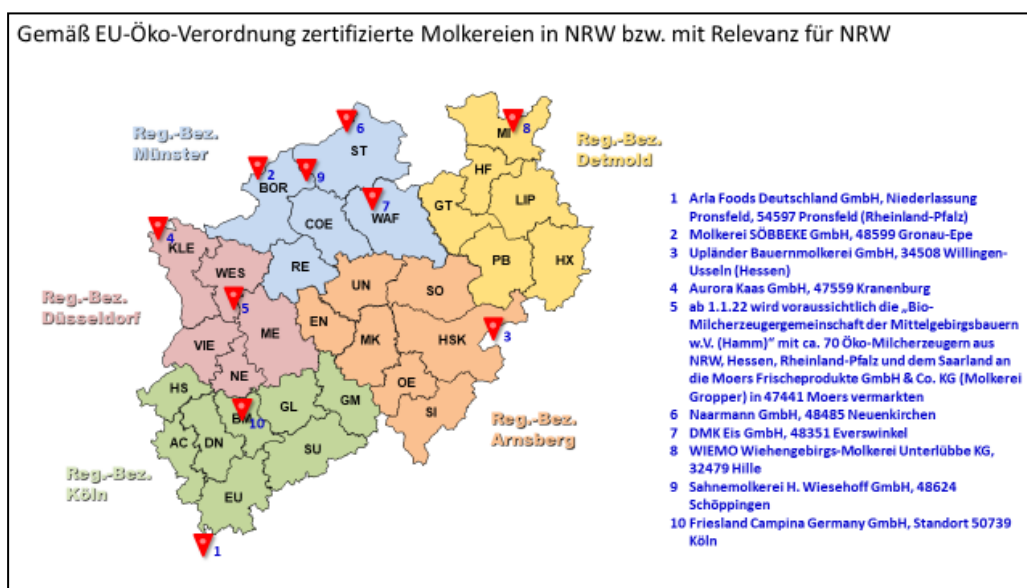 Gemäß EU-Öko-Verordnung zertifizierte Molkereien in NRW bzw. mit Relevanz für NRW
Reg.-Bez.
Münster
Reg.-Bez.
Detmold
Reg.-Bez.
Düsseldorf
Reg.-Bez.
Arnsberg
Reg.-Bez.
Köln
6
ST
MI
8
2
BOR
9
HF
7
WAF
GT
LIP
COE
4
KLE
RE
PB
HX
WES
UN
SO
5
ME
EN
MK
HSK
3
VIE
NE
OE
HS
BM
10
GL
GM
SI
AC
DN
SU
EU
1
1 Arla Foods Deutschland GmbH, Niederlassung
Pronsfeld, 54597 Pronsfeld (Rheinland-Pfalz)
2 Molkerei SÖBBEKE GmbH, 48599 Gronau-Epe
3 Upländer Bauernmolkerei GmbH, 34508 Willingen-
Usseln (Hessen)
4 Aurora Kaas GmbH, 47559 Kranenburg
5 ab 1.1.22 wird voraussichtlich die „Bio-
Milcherzeugergemeinschaft der Mittelgebirgsbauern
w.V. (Hamm)" mit ca. 70 Öko-Milcherzeugern aus
NRW, Hessen, Rheinland-Pfalz und dem Saarland an
die Moers Frischeprodukte GmbH & Co. KG (Molkerei
Gropper) in 47441 Moers vermarkten
6 Naarmann GmbH, 48485 Neuenkirchen
7 DMK Eis GmbH, 48351 Everswinkel
8 WIEMO Wiehengebirgs-Molkerei Unterlübbe KG,
32479 Hille
9 Sahnemolkerei H. Wiesehoff GmbH, 48624
Schöppingen
10 Friesland Campina Germany GmbH, Standort 50739
Köln